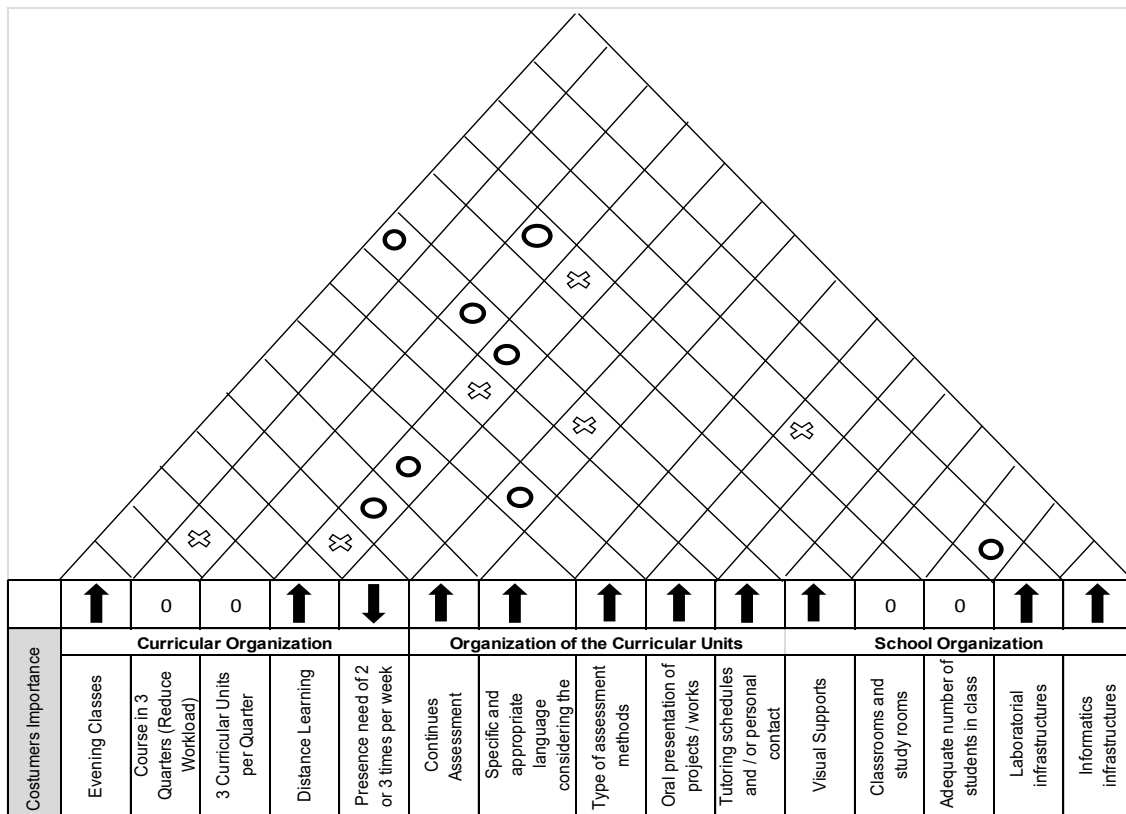 0
0
0
0
Curricular Organization
Organization of the Curricular Units
School Organization
Costumers Importance
Evening Classes
Course in 3
Quarters (Reduce
Workload)
3 Curricular Units
per Quarter
Distance Learning
Presence need of 2
or 3 times per week
Continues
Assessment
Specific and
appropriate
language
considering the
Type of assessment
methods
Oral presentation of
projects / works
Tutoring schedules
and / or personal
contact
Visual Supports
Classrooms and
study rooms
Adequate number of
students in class
Laboratorial
infrastructures
Informatics
infrastructures